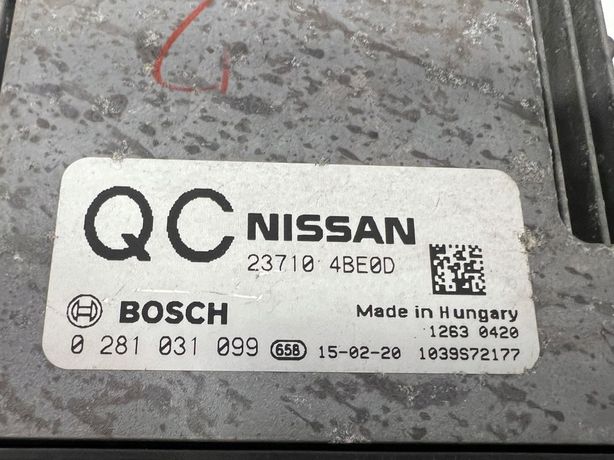 QC NISSAN
23710 4BE0D
BOSCH
Made in Hungary
1263 0420
0 281 031 099 658 15-02-20 1039S72177